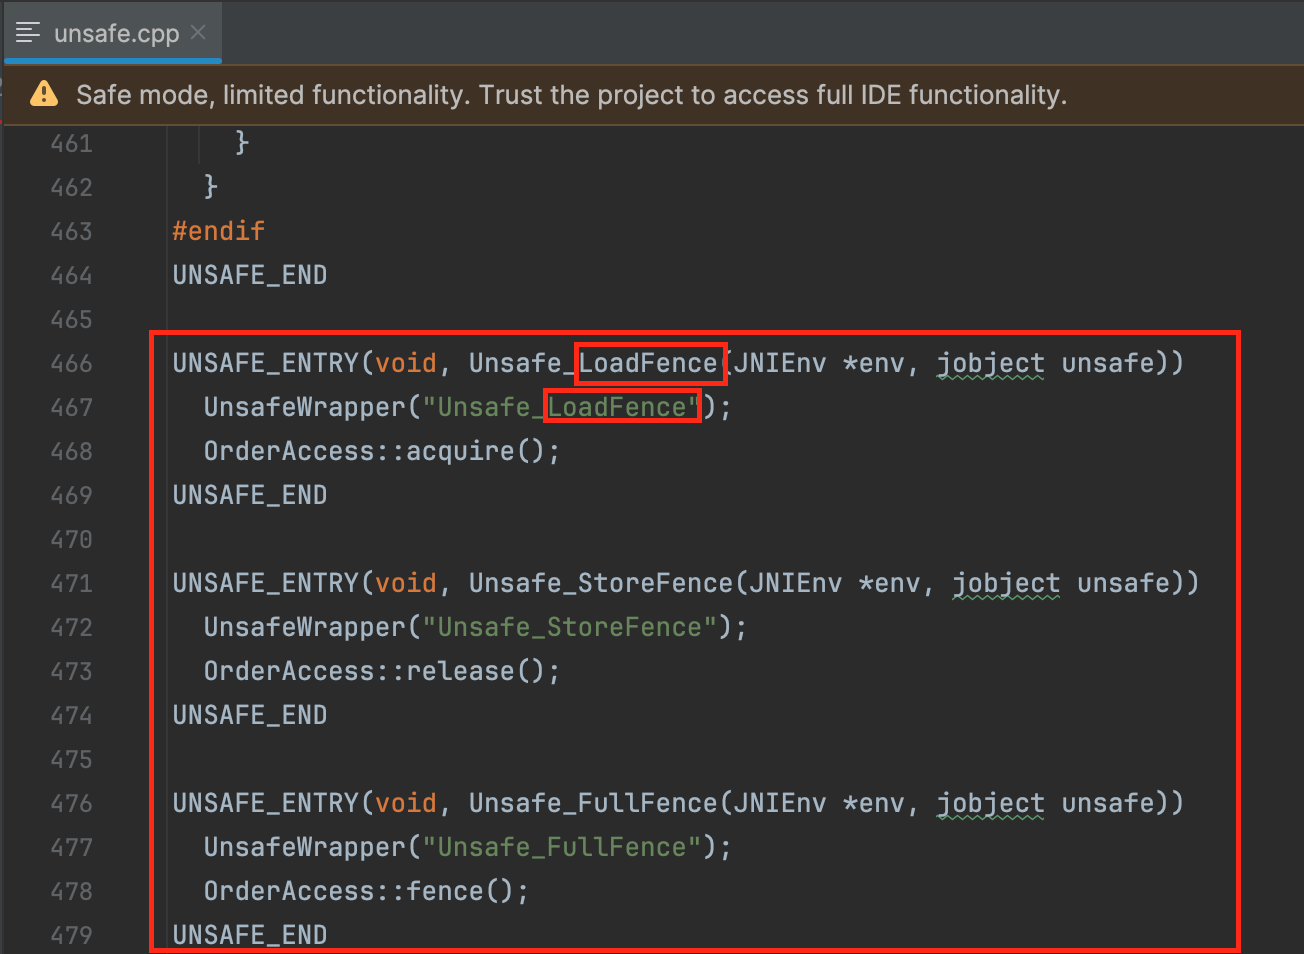 unsafe.cpp
Safe mode, limited functionality. Trust the project to access full IDE functionality.
461 }
462 }
463 #endif
464 UNSAFE_END
465
466 UNSAFE_ENTRY(void, Unsafe_LoadFence(JNIEnv *env, jobject unsafe))
467 UnsafeWrapper("Unsafe_LoadFence");
468 OrderAccess::acquire();
469 UNSAFE_END
470
471 UNSAFE_ENTRY(void, Unsafe_StoreFence(JNIEnv *env, jobject unsafe))
472 UnsafeWrapper("Unsafe_StoreFence");
473 OrderAccess::release();
474 UNSAFE_END
475
476 UNSAFE_ENTRY(void, Unsafe_FullFence(JNIEnv *env, jobject unsafe))
477 UnsafeWrapper("Unsafe_FullFence");
478 OrderAccess::fence();
479 UNSAFE_END